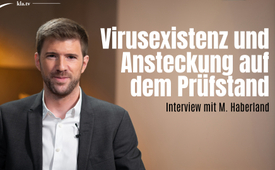 kla.tv
Virusexistenz und
Ansteckung auf
dem Prüfstand
Interview mit M. Haberland